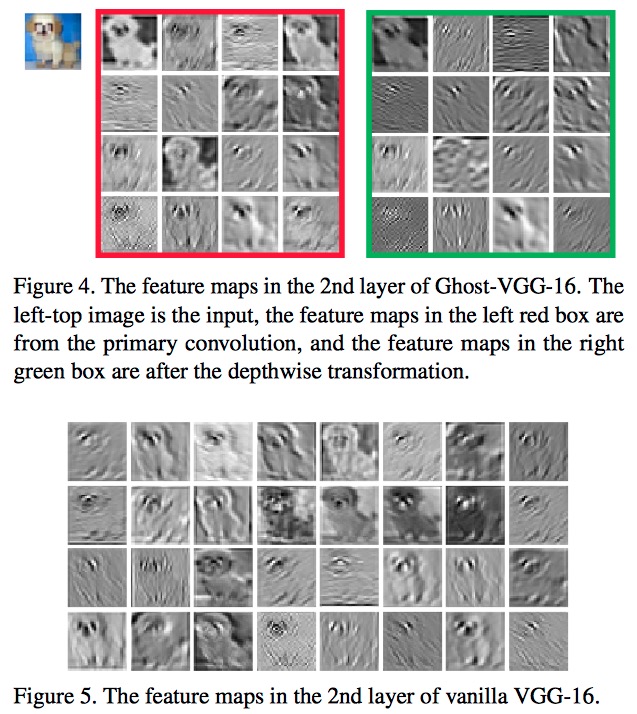 Figure 4. The feature maps in the 2nd layer of Ghost-VGG-16. The
left-top image is the input, the feature maps in the left red box are
from the primary convolution, and the feature maps in the right
green box are after the depthwise transformation.
Figure 5. The feature maps in the 2nd layer of vanilla VGG-16.